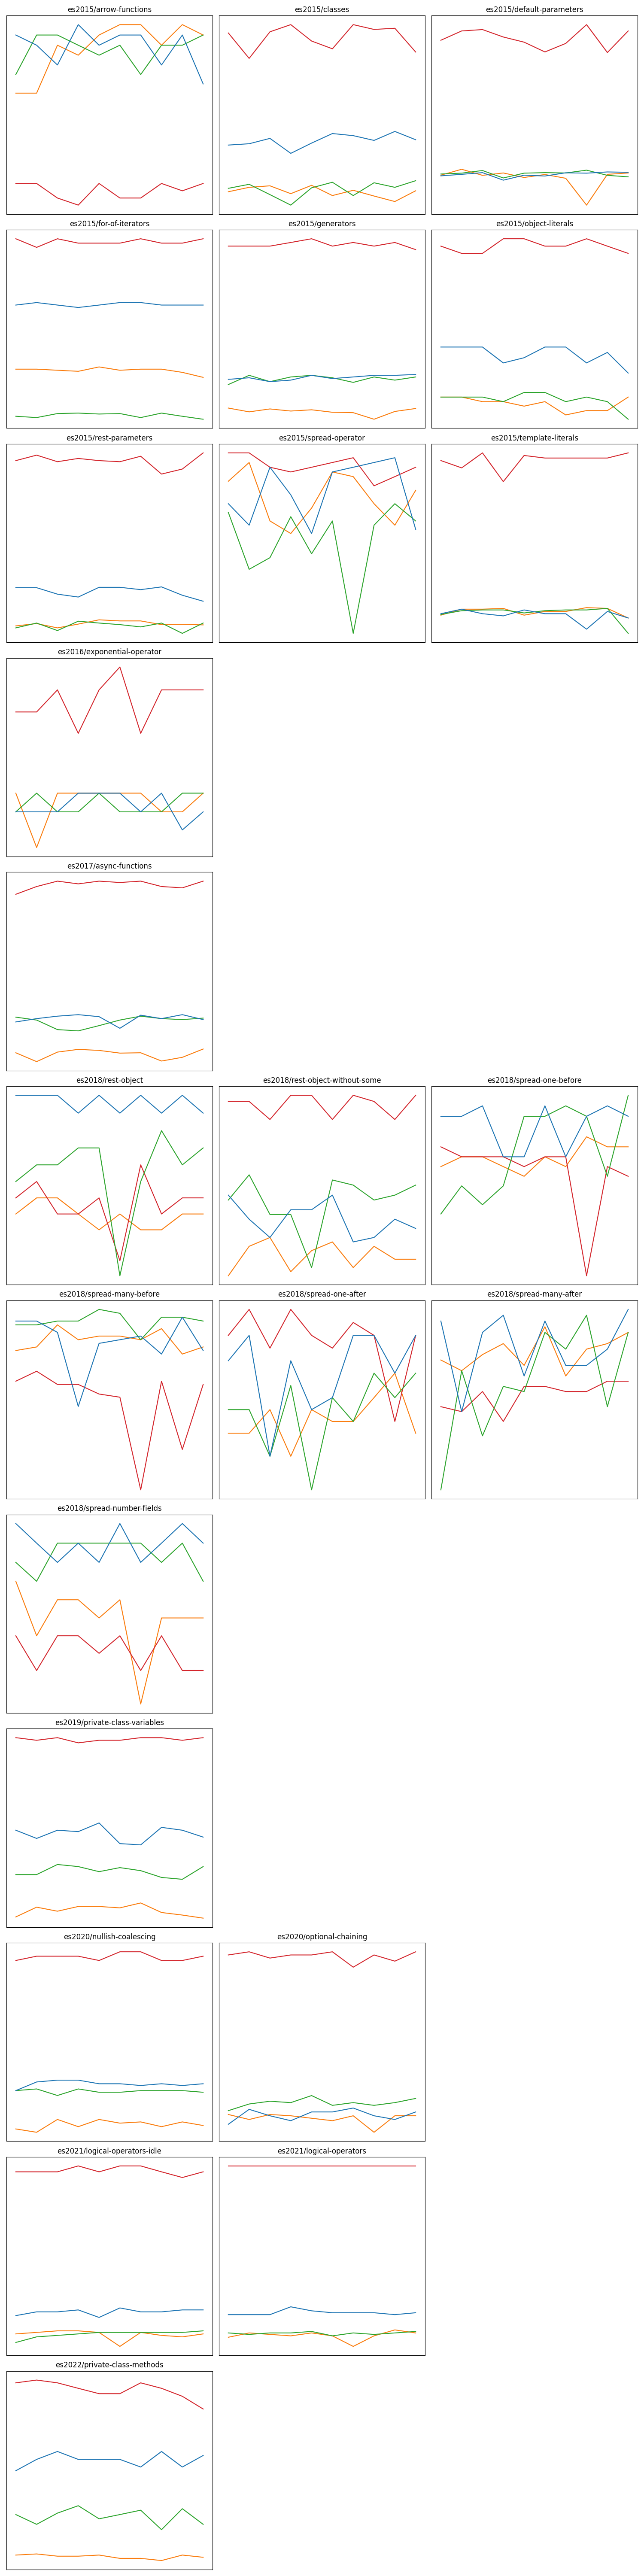 es2015/arrow-functions
es2015/classes
es2015/default-parameters
es2015/for-of-iterators
es2015/generators
es2015/object-literals
es2015/rest-parameters
es2015/spread-operator
es2015/template-literals
es2016/exponential-operator
es2017/async-functions
es2018/rest-object
es2018/rest-object-without-some
es2018/spread-one-before
es2018/spread-many-before
es2018/spread-one-after
es2018/spread-many-after
es2018/spread-number-fields
es2019/private-class-variables
es2020/nullish-coalescing
es2020/optional-chaining
es2021/logical-operators-idle
es2021/logical-operators
es2022/private-class-methods